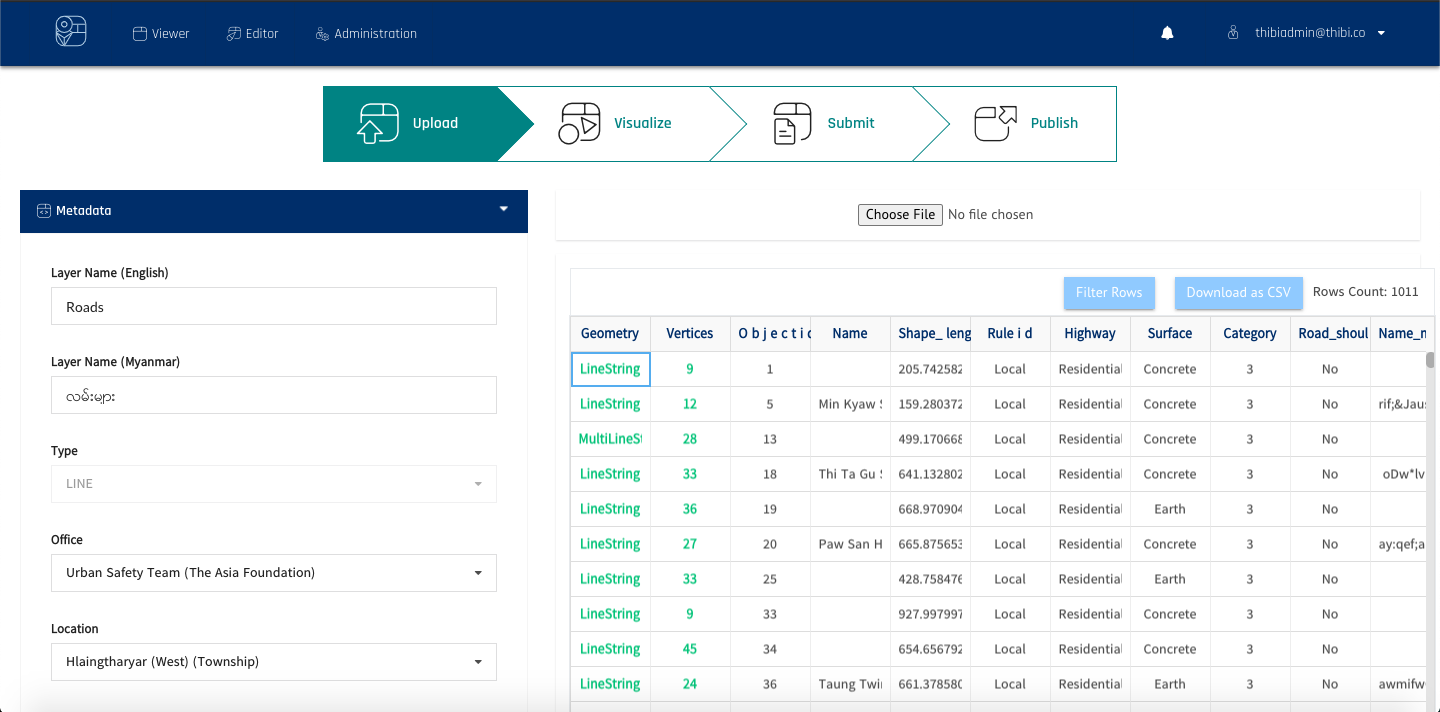 Viewer Editor Administration thibiadmin@thibi.co
Upload Visualize Submit Publish
Metadata
Choose File No file chosen
Layer Name (English)
Roads
Layer Name (Myanmar)
လမ်းများ
Type
LINE
Office
Urban Safety Team (The Asia Foundation)
Location
Hlaingtharyar (West) (Township)
Filter Rows Download as CSV Rows Count: 1011
Geometry Vertices O b j e c t i d Name Shape_ leng Rule i d Highway Surface Category Road_shoul Name_m
LineString 9 1 205.742582 Local Residential Concrete 3 No
LineString 12 5 Min Kyaw S 159.280372 Local Residential Concrete 3 No rif;&Jaus
MultiLineSt 28 13 499.170668 Local Residential Concrete 3 No
LineString 33 18 Thi Ta Gu S 641.132802 Local Residential Concrete 3 No oDw*lv
LineString 36 19 668.970904 Local Residential Earth 3 No
LineString 27 20 Paw San H 665.875653 Local Residential Concrete 3 No ay:qef;a
LineString 33 25 428.758476 Local Residential Earth 3 No
LineString 9 33 927.997997 Local Residential Concrete 3 No
LineString 45 34 654.656792 Local Residential Concrete 3 No
LineString 24 36 Taung Twin 661.378580 Local Residential Earth 3 No awmifw